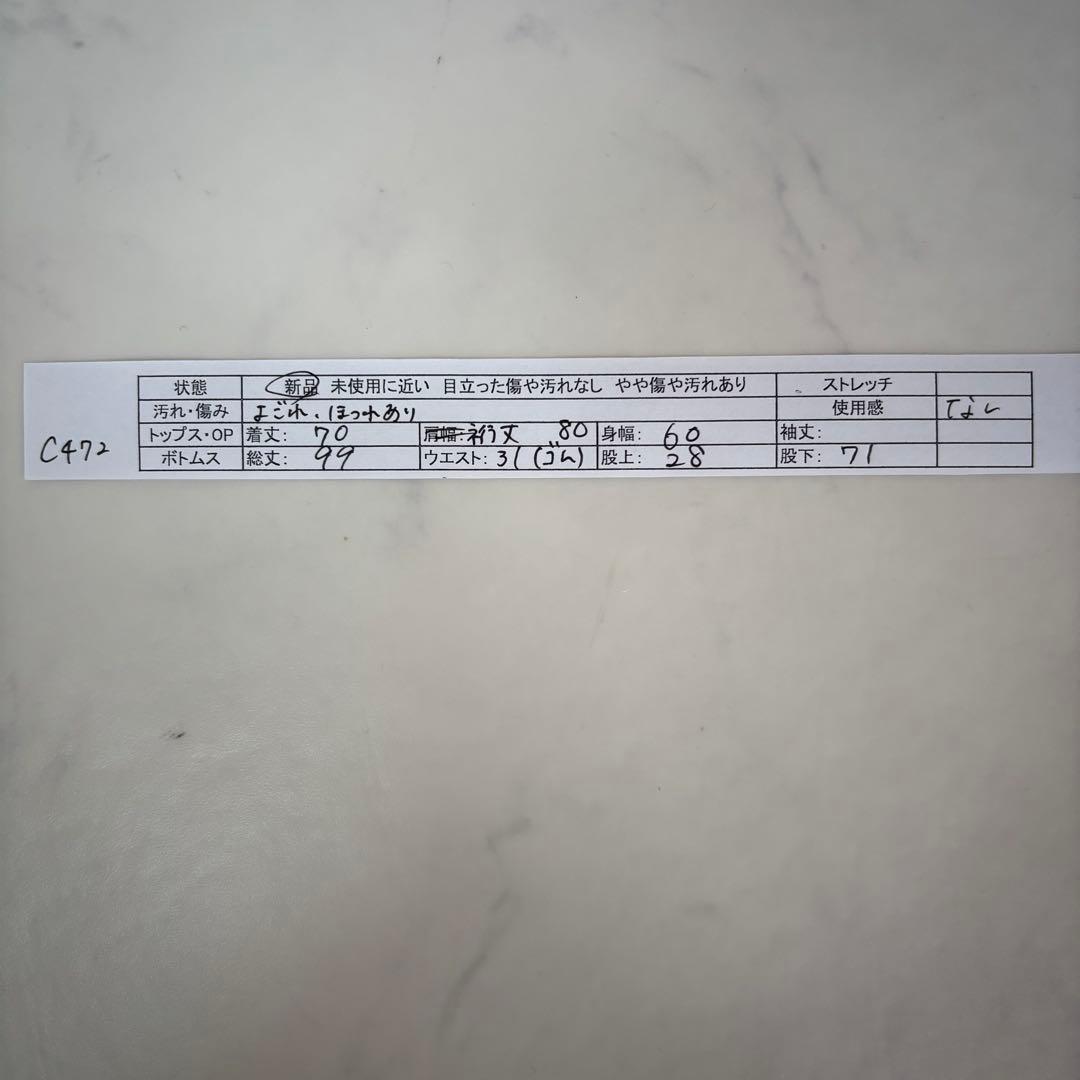 状態 新品 未使用に近い 目立った傷や汚れなし やや傷や汚れあり ストレッチ
汚れ・傷み よごれ、ほつれあり 使用感 なし
C472
トップス・OP 着丈: 70 肩幅: 裄丈 80 身幅: 60 袖丈:
ボトムス 総丈: 99 ウエスト: 31 (ゴム) 股上: 28 股下: 71